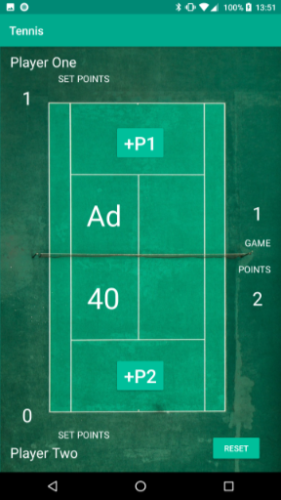 100% 13:51
Tennis
Player One
SET POINTS
1
+P1
Ad
1
GAME
POINTS
40
2
+P2
0
SET POINTS
Player Two
RESET